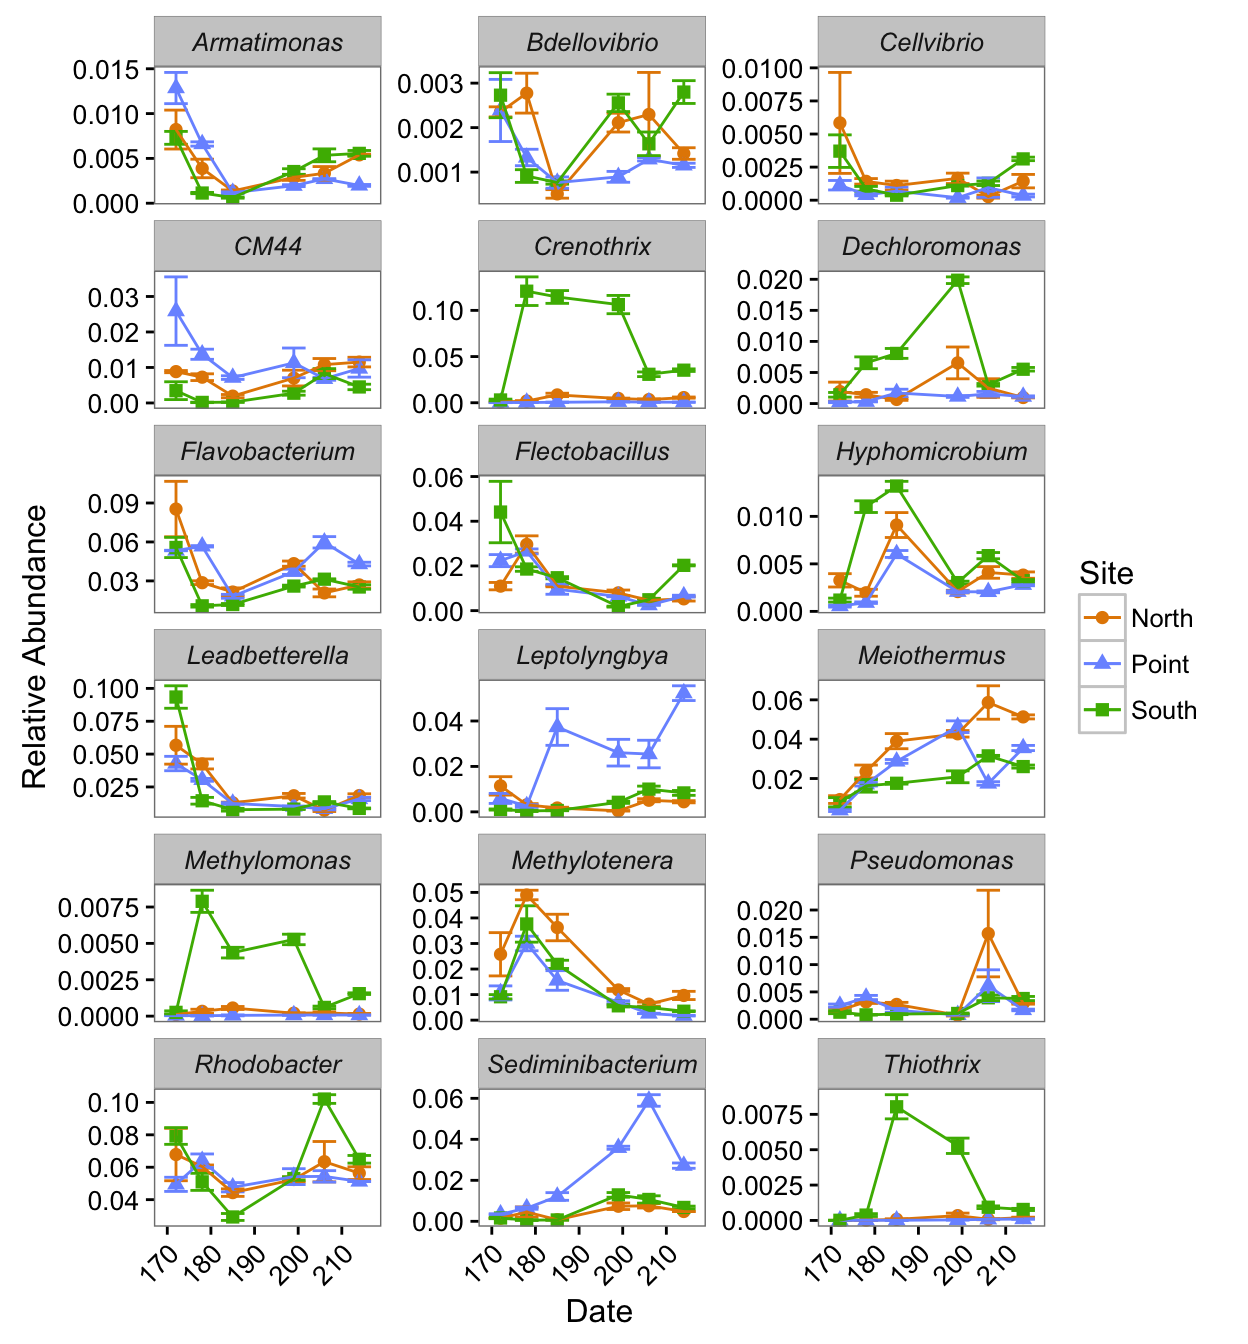 Armatimonas Bdellovibrio Cellvibrio
0.015 0.010 0.005 0.000
0.003 0.002 0.001
0.0100 0.0075 0.0050 0.0025 0.0000
CM44 Crenothrix Dechloromonas
0.03 0.02 0.01 0.00
0.10 0.05 0.00
0.020 0.015 0.010 0.005 0.000
Flavobacterium Flectobacillus Hyphomicrobium
0.09 0.06 0.03
0.06 0.04 0.02 0.00
0.010 0.005 0.000
Leadbetterella Leptolyngbya Meiothermus
0.100 0.075 0.050 0.025
0.04 0.02 0.00
0.06 0.04 0.02
Methylomonas Methylotenera Pseudomonas
0.0075 0.0050 0.0025 0.0000
0.05 0.04 0.03 0.02 0.01 0.00
0.020 0.015 0.010 0.005 0.000
Rhodobacter Sediminibacterium Thiothrix
0.10 0.08 0.06 0.04
0.06 0.04 0.02 0.00
0.0075 0.0050 0.0025 0.0000
170 180 190 200 210
170 180 190 200 210
170 180 190 200 210
Relative Abundance
Date
Site
North
Point
South